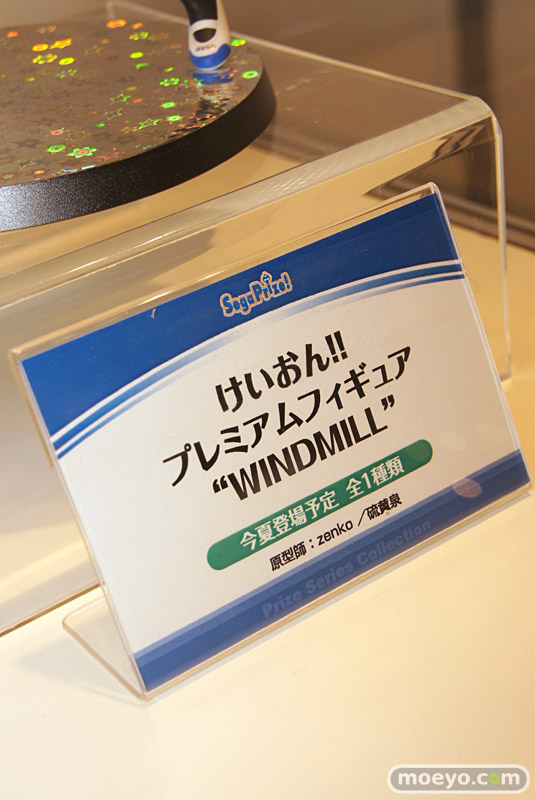 SegaPrize!
けいおん!!
プレミアムフィギュア
“WINDMILL”
今夏登場予定 全1種類
原型師：zenko ／硫黄泉
Prize Series Collection
moeyo.com